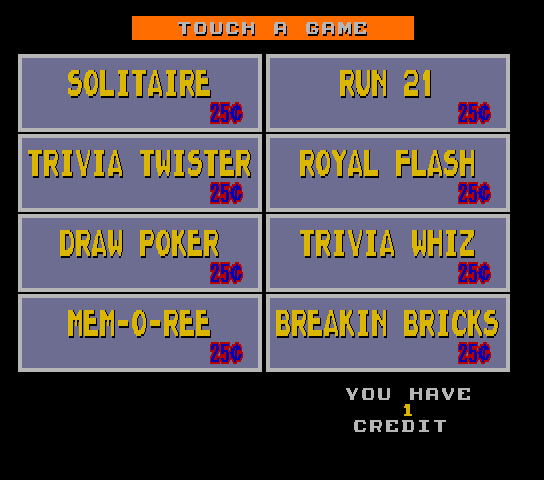 TOUCH A GAME
SOLITAIRE
25¢
RUN 21
25¢
TRIVIA TWISTER
25¢
ROYAL FLASH
25¢
DRAW POKER
25¢
TRIVIA WHIZ
25¢
MEM-O-REE
25¢
BREAKIN BRICKS
25¢
YOU HAVE
1
CREDIT